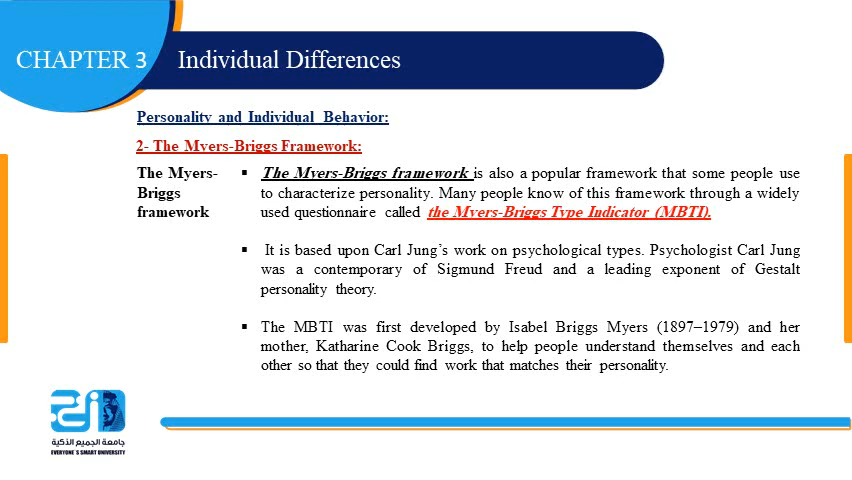 CHAPTER 3
Individual Differences
Personality and Individual Behavior:
2- The Myers-Briggs Framework:
The Myers-
Briggs
framework
▪ The Myers-Briggs framework is also a popular framework that some people use
to characterize personality. Many people know of this framework through a widely
used questionnaire called the Myers-Briggs Type Indicator (MBTI).
▪ It is based upon Carl Jung’s work on psychological types. Psychologist Carl Jung
was a contemporary of Sigmund Freud and a leading exponent of Gestalt
personality theory.
▪ The MBTI was first developed by Isabel Briggs Myers (1897–1979) and her
mother, Katharine Cook Briggs, to help people understand themselves and each
other so that they could find work that matches their personality.
جامعة الجميع الذكية
EVERYONE'S SMART UNIVERSITY